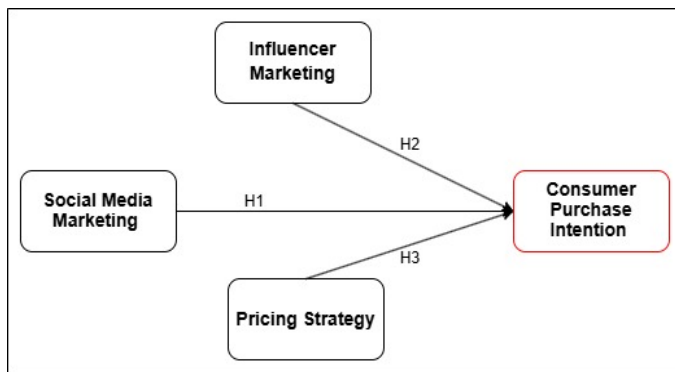 Influencer
Marketing
H2
Social Media
Marketing
H1
Consumer
Purchase
Intention
H3
Pricing Strategy